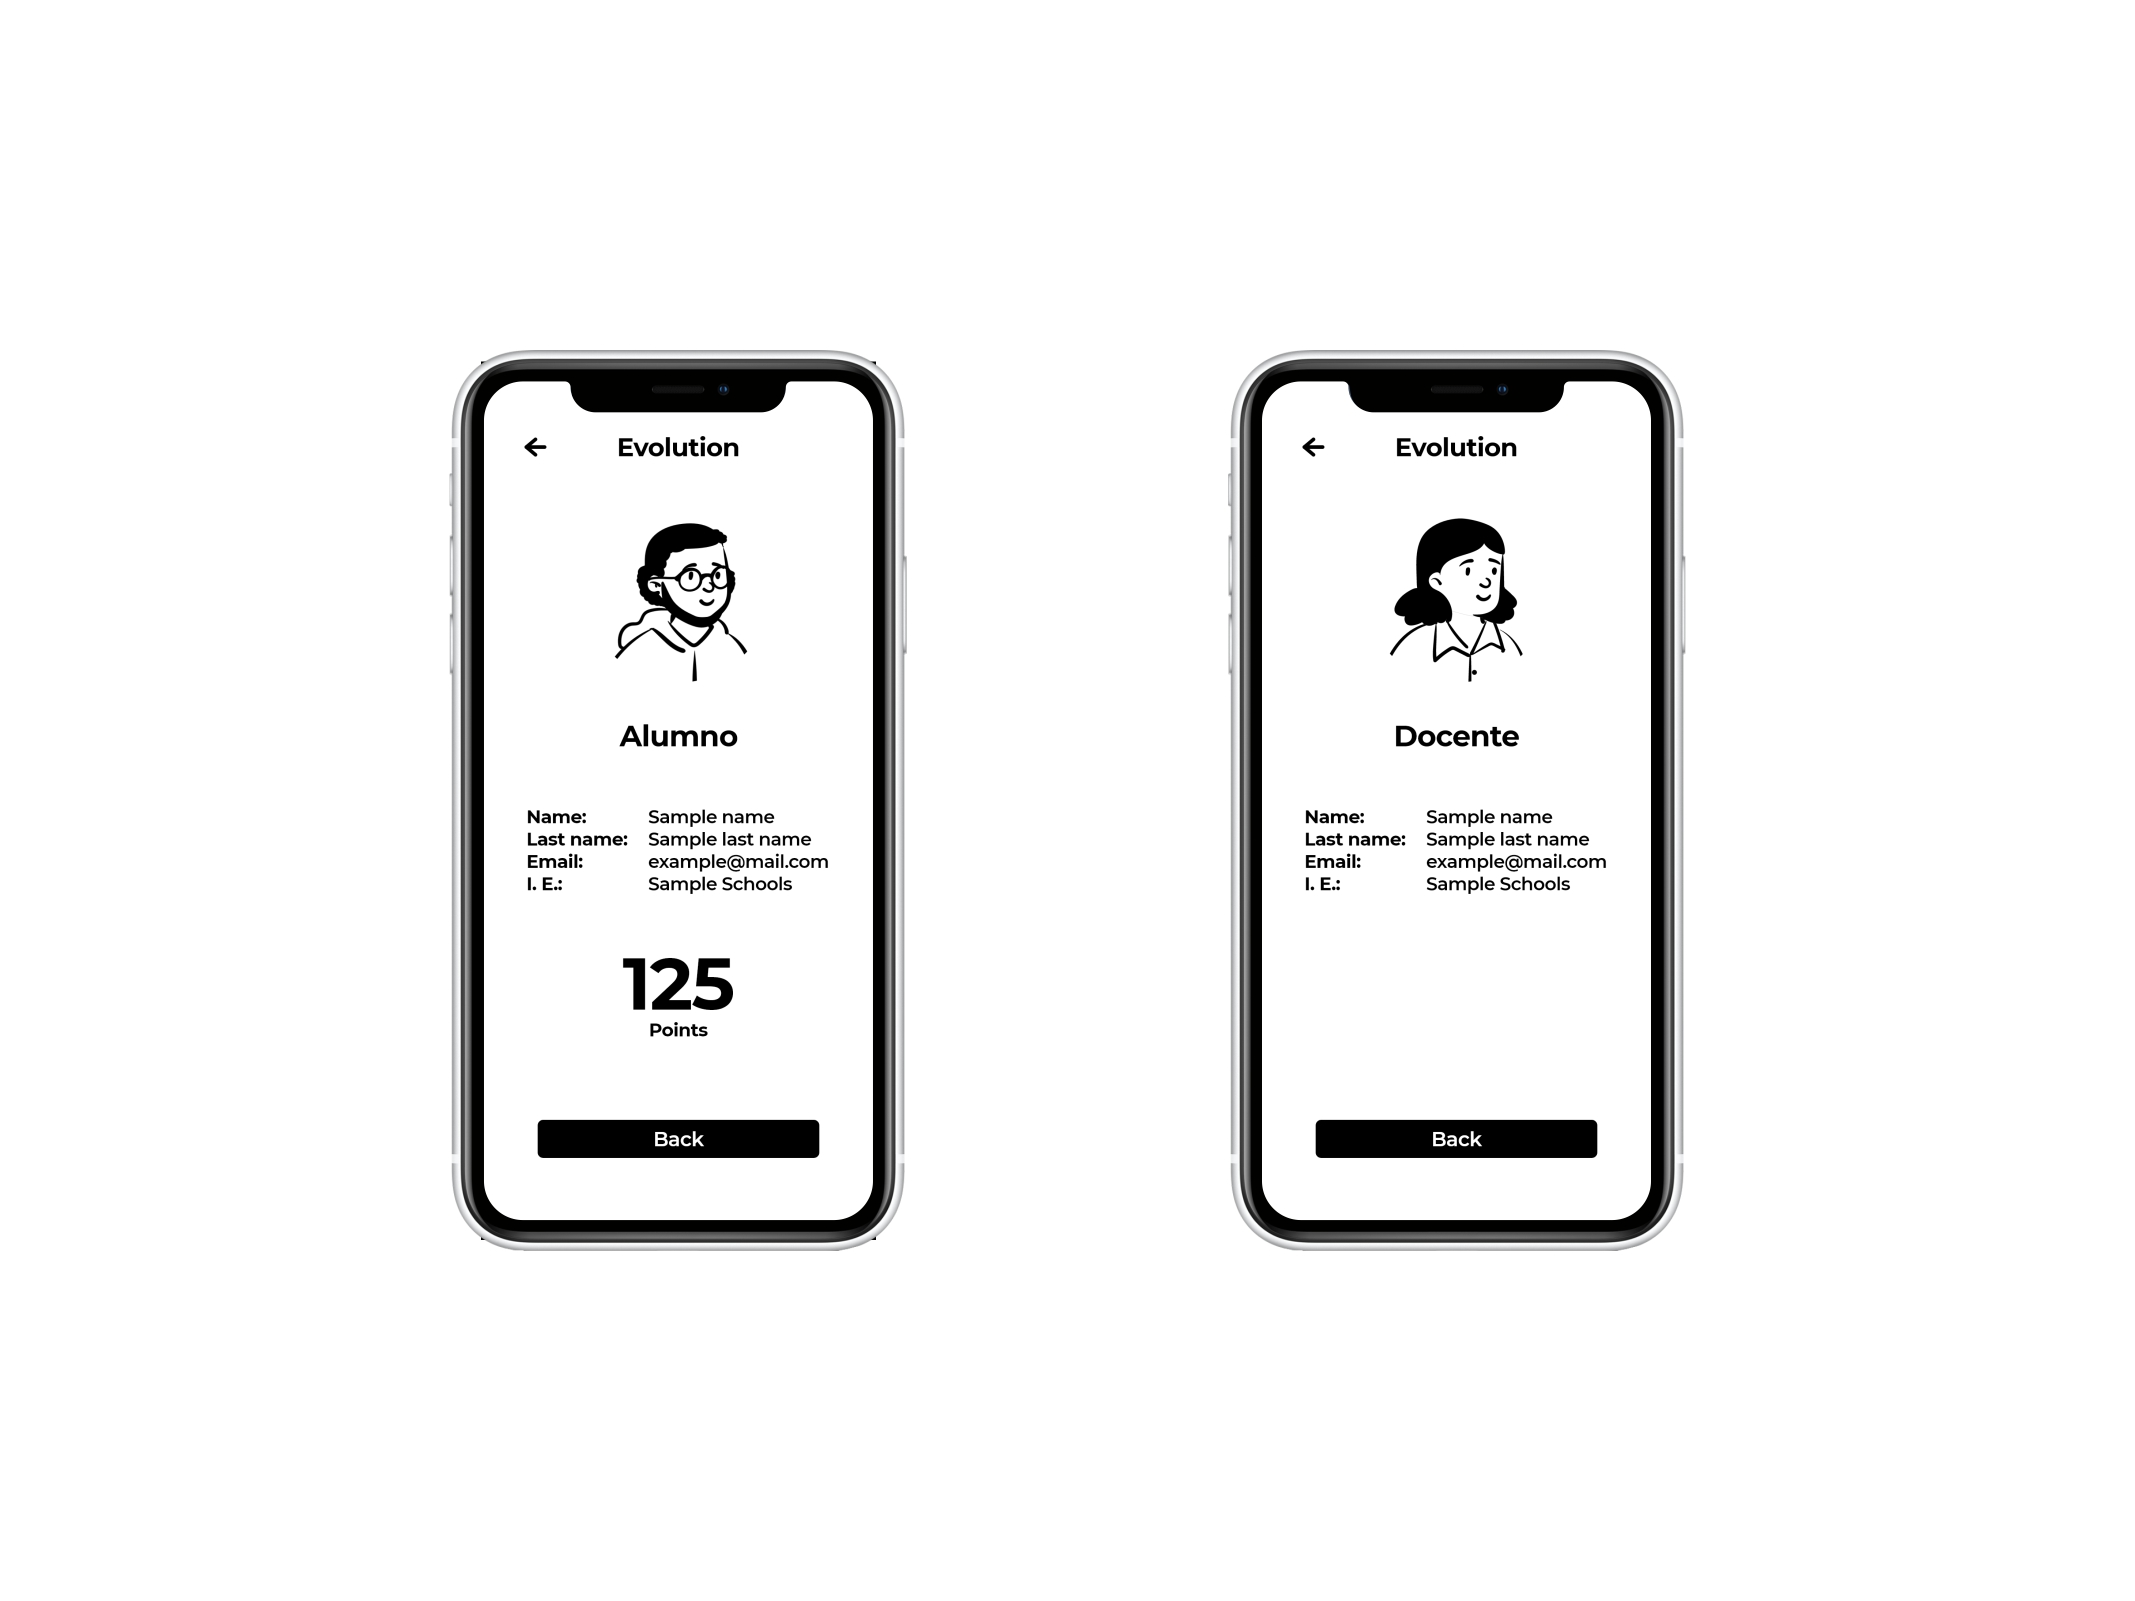 Evolution
Alumno
Name: Sample name
Last name: Sample last name
Email: example@mail.com
I. E.: Sample Schools
125
Points
Back
Evolution
Docente
Name: Sample name
Last name: Sample last name
Email: example@mail.com
I. E.: Sample Schools
Back